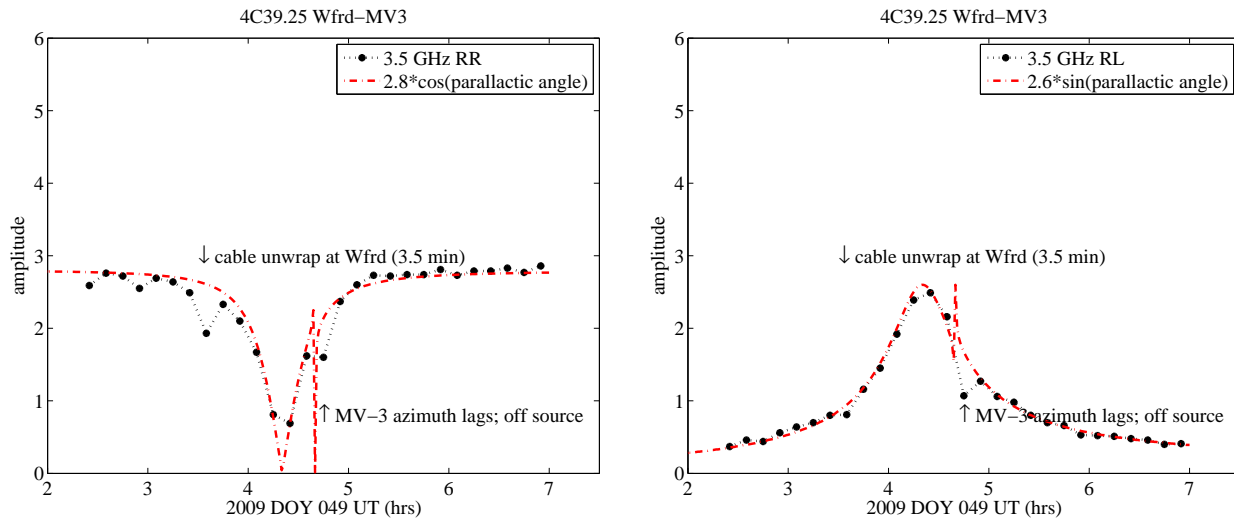 4C39.25 Wfrd−MV3
6
5
4
3
2
1
0
amplitude
3.5 GHz RR
2.8*cos(parallactic angle)
↓ cable unwrap at Wfrd (3.5 min)
↑ MV−3 azimuth lags; off source
2 3 4 5 6 7
2009 DOY 049 UT (hrs)
4C39.25 Wfrd−MV3
6
5
4
3
2
1
0
amplitude
3.5 GHz RL
2.6*sin(parallactic angle)
↓ cable unwrap at Wfrd (3.5 min)
↑ MV−3 azimuth lags; off source
2 3 4 5 6 7
2009 DOY 049 UT (hrs)